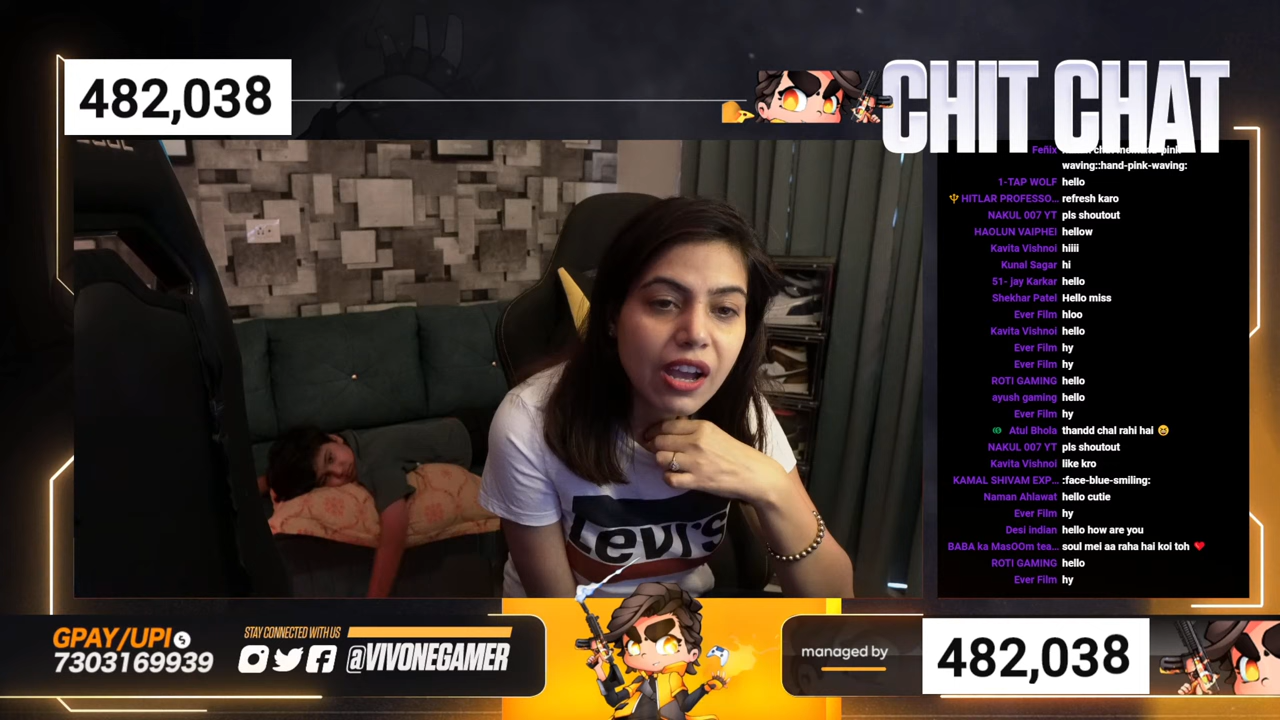 482,038
CHIT CHAT
Feñix
waving::hand-pink-waving:
1-TAP WOLF hello
HITLAR PROFESSO... refresh karo
NAKUL 007 YT pls shoutout
HAOLUN VAIPHEI hellow
Kavita Vishnoi hiiii
Kunal Sagar hi
51- jay Karkar hello
Shekhar Patel Hello miss
Ever Film hloo
Kavita Vishnoi hello
Ever Film hy
Ever Film hy
ROTI GAMING hello
ayush gaming hello
Ever Film hy
Atul Bhola thandd chal rahi hai 😆
NAKUL 007 YT pls shoutout
Kavita Vishnoi like kro
KAMAL SHIVAM EXP... :face-blue-smiling:
Naman Ahlawat hello cutie
Ever Film hy
Desi indian hello how are you
BABA ka MasOOm tea... soul mei aa raha hai koi toh ❤️
ROTI GAMING hello
Ever Film hy
Levi's
GPAY/UPI
7303169939
STAY CONNECTED WITH US
@VIVONEGAMER
managed by
482,038